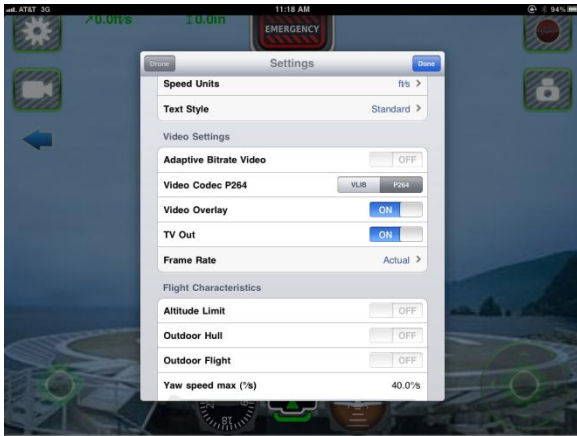 AT&T 3G 11:18 AM 94%
0.0ft/s 0.0in
EMERGENCY
Drone Settings Done
Speed Units ft/s >
Text Style Standard >
Video Settings
Adaptive Bitrate Video OFF
Video Codec P264 VLIB P264
Video Overlay ON
TV Out ON
Frame Rate Actual >
Flight Characteristics
Altitude Limit OFF
Outdoor Hull OFF
Outdoor Flight OFF
Yaw speed max (°/s) 40.0°/s